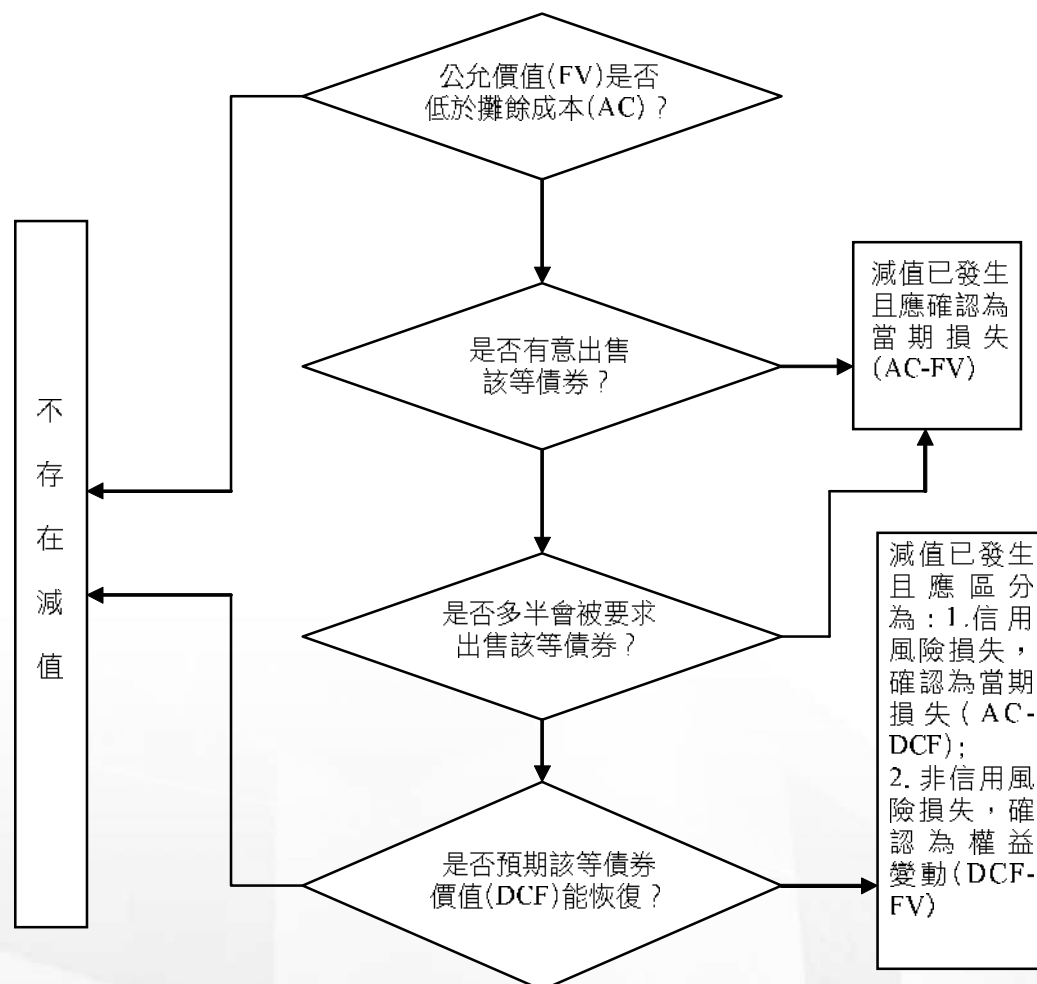 公允價值(FV)是否
低於攤餘成本(AC)？
是否有意出售
該等債券？
減值已發生
且應確認為
當期損失
(AC-FV)
不
存
在
減
值
是否多半會被要求
出售該等債券？
減值已發生
且應區分
為：1.信用
風險損失，
確認為當期
損失(AC-
DCF);
2.非信用風
險損失，確
認為權益
變動(DCF-
FV)
是否預期該等債券
價值(DCF)能恢復？